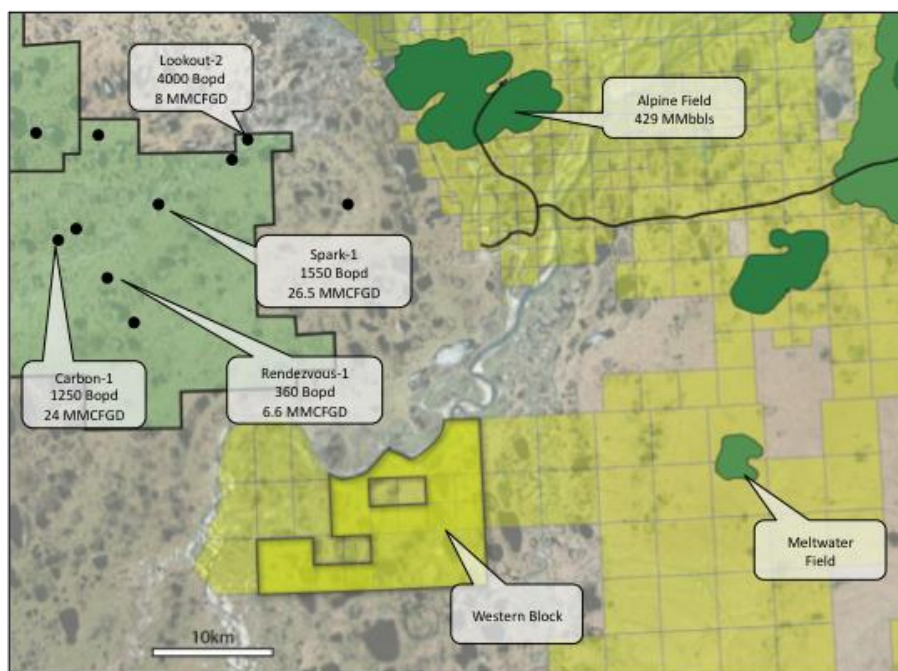 Lookout-2
4000 Bopd
8 MMCFGD
Alpine Field
429 MMbbls
Spark-1
1550 Bopd
26.5 MMCFGD
Carbon-1
1250 Bopd
24 MMCFGD
Rendezvous-1
360 Bopd
6.6 MMCFGD
Meltwater
Field
Western Block
10km